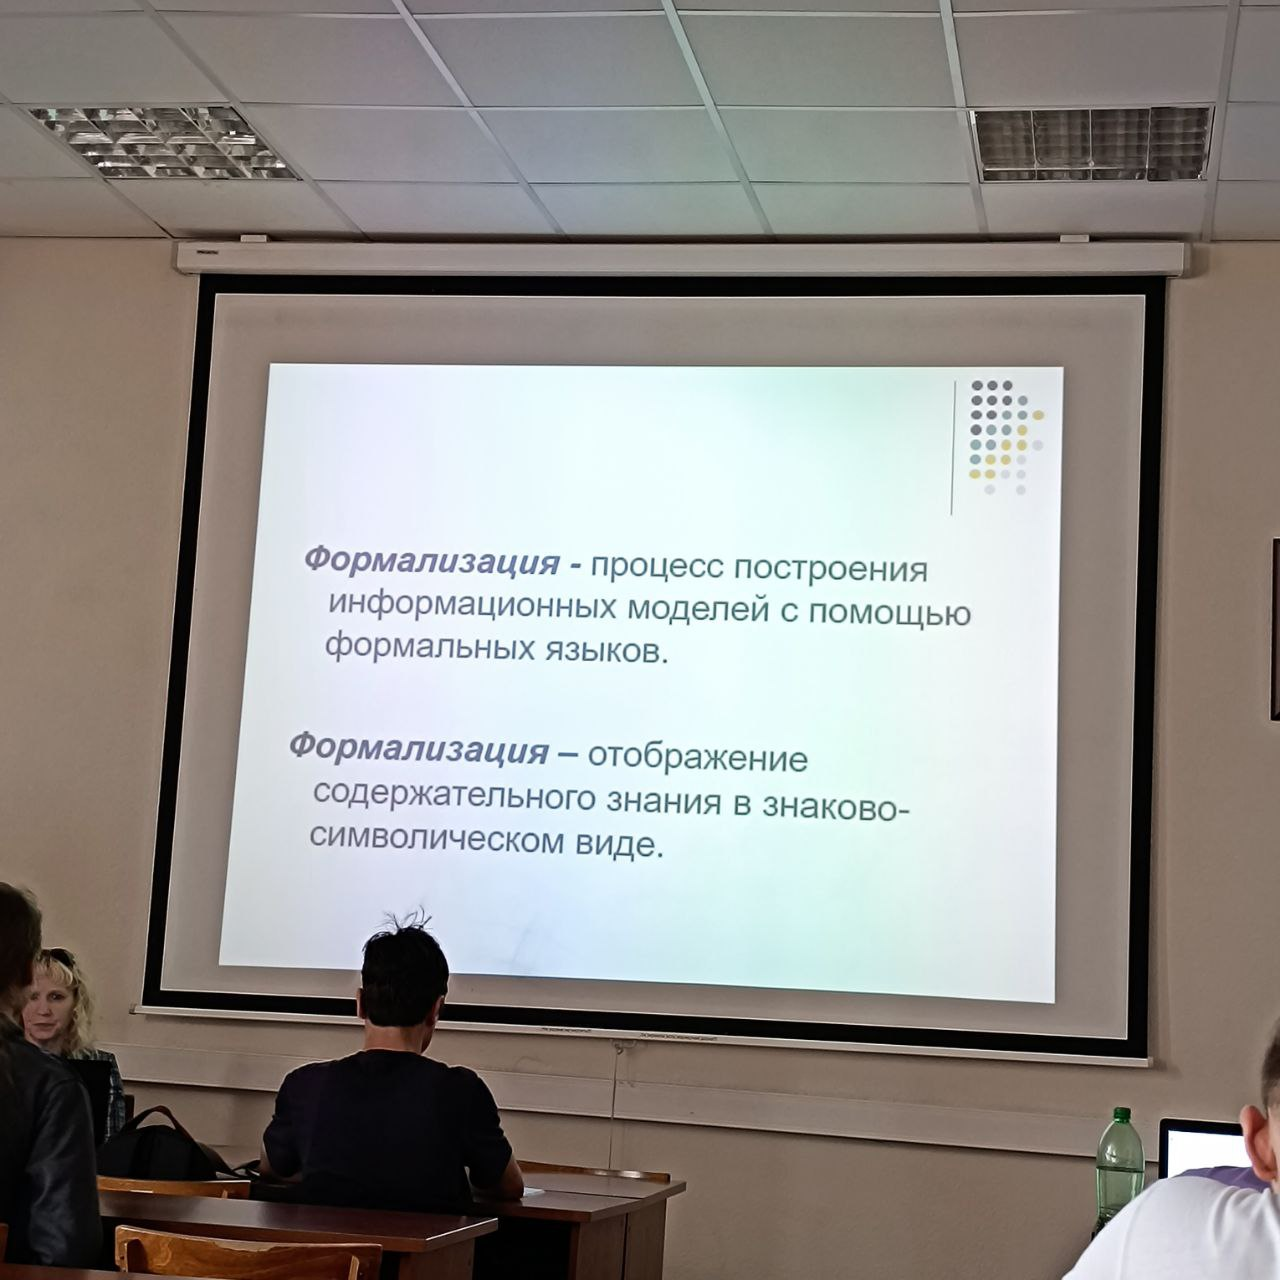 Формализация - процесс построения
информационных моделей с помощью
формальных языков.
Формализация – отображение
содержательного знания в знаково-
символическом виде.